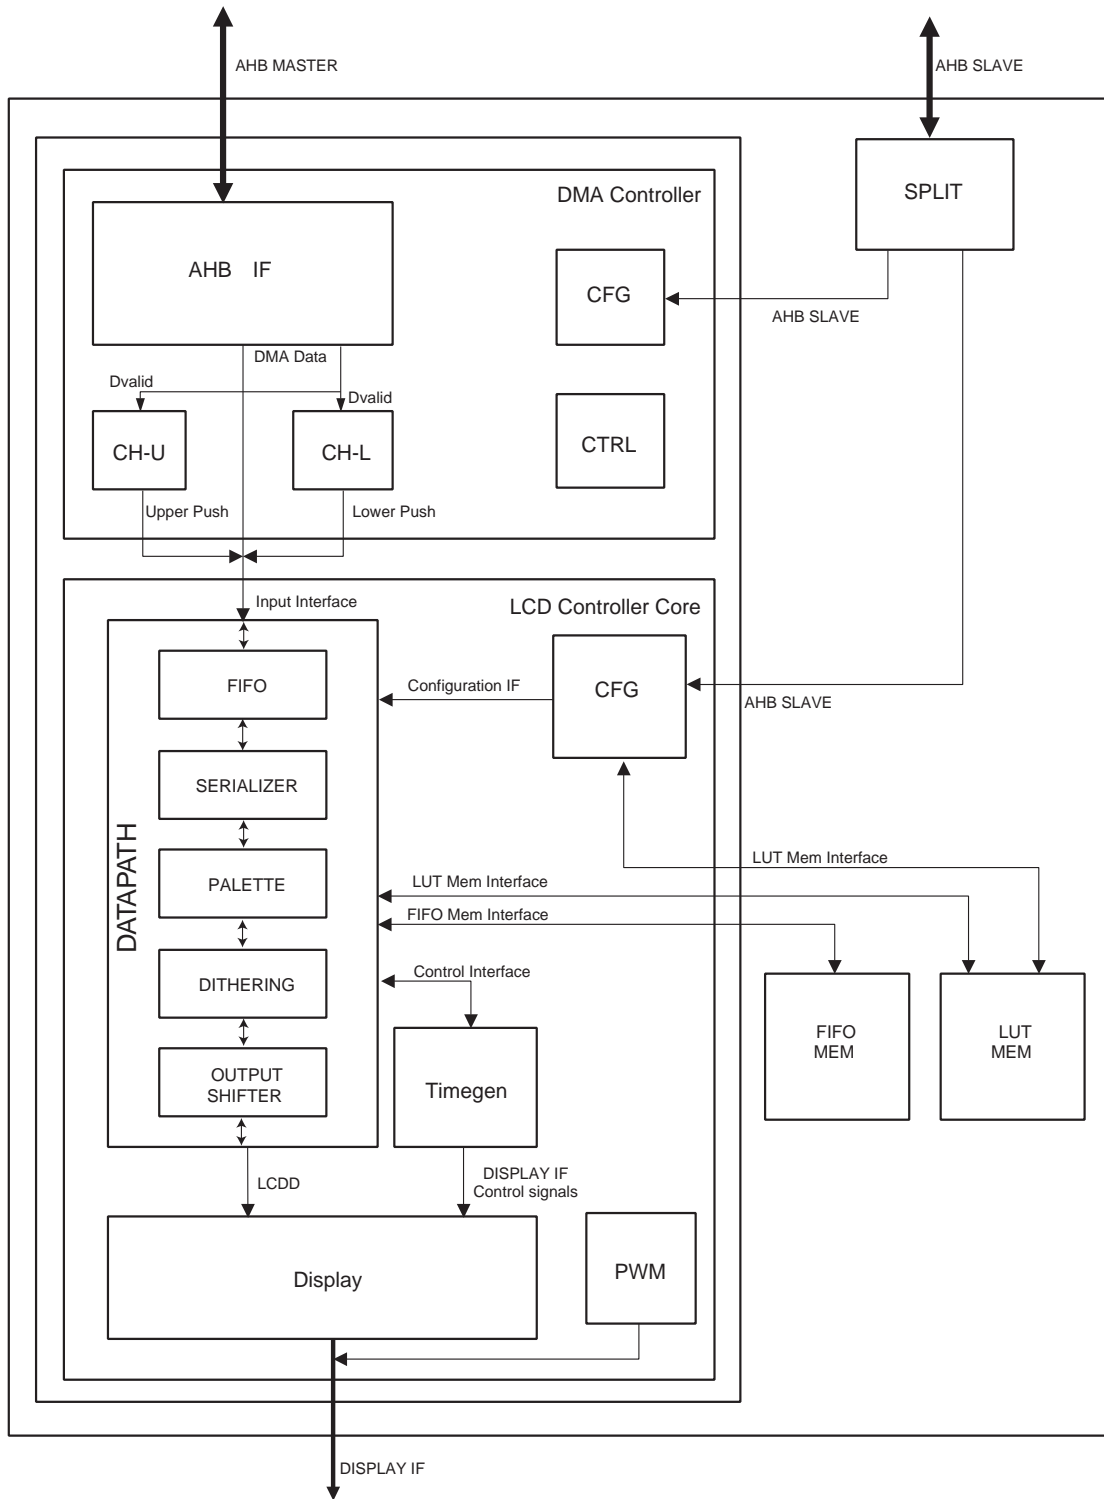 AHB MASTER
AHB SLAVE
DMA Controller
SPLIT
AHB IF
CFG
AHB SLAVE
DMA Data
Dvalid
Dvalid
CH-U
CH-L
CTRL
Upper Push
Lower Push
Input Interface
LCD Controller Core
FIFO
Configuration IF
CFG
AHB SLAVE
SERIALIZER
DATAPATH
LUT Mem Interface
PALETTE
LUT Mem Interface
FIFO Mem Interface
DITHERING
Control Interface
FIFO
MEM
LUT
MEM
OUTPUT
SHIFTER
Timegen
LCDD
DISPLAY IF
Control signals
Display
PWM
DISPLAY IF